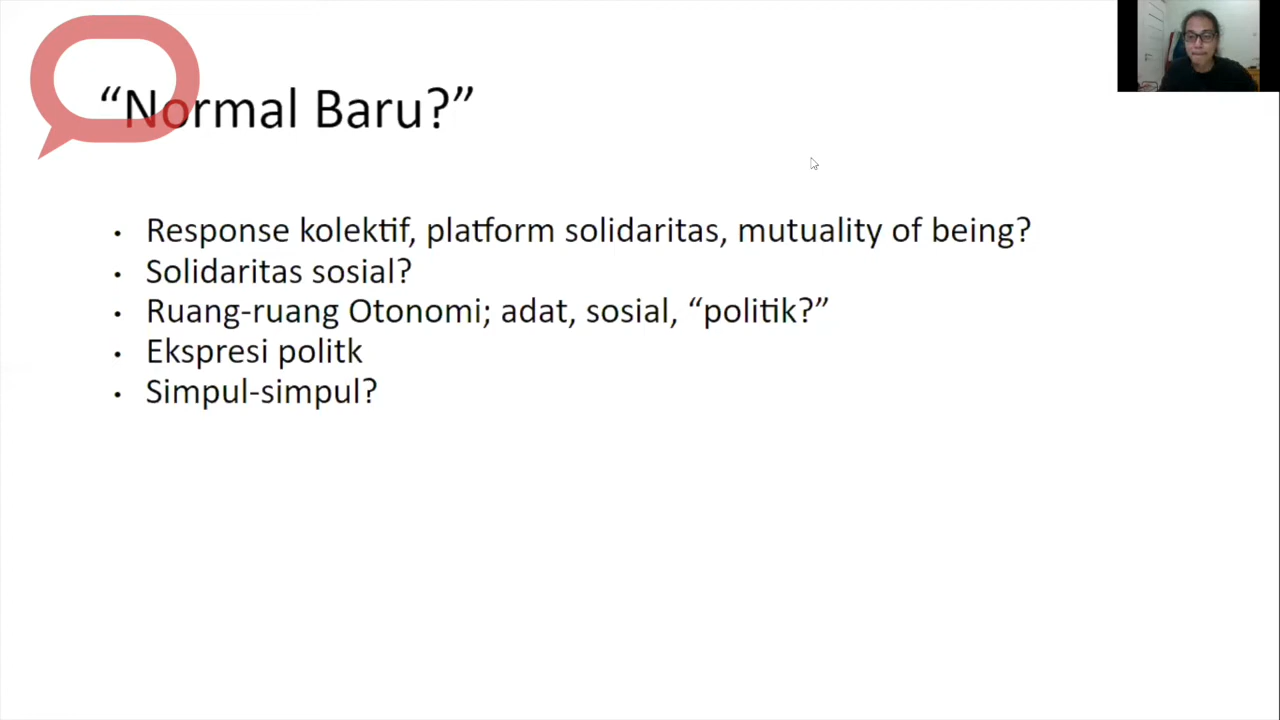 “Normal Baru?”
• Response kolektif, platform solidaritas, mutuality of being?
• Solidaritas sosial?
• Ruang-ruang Otonomi; adat, sosial, “politik?”
• Ekspresi politk
• Simpul-simpul?